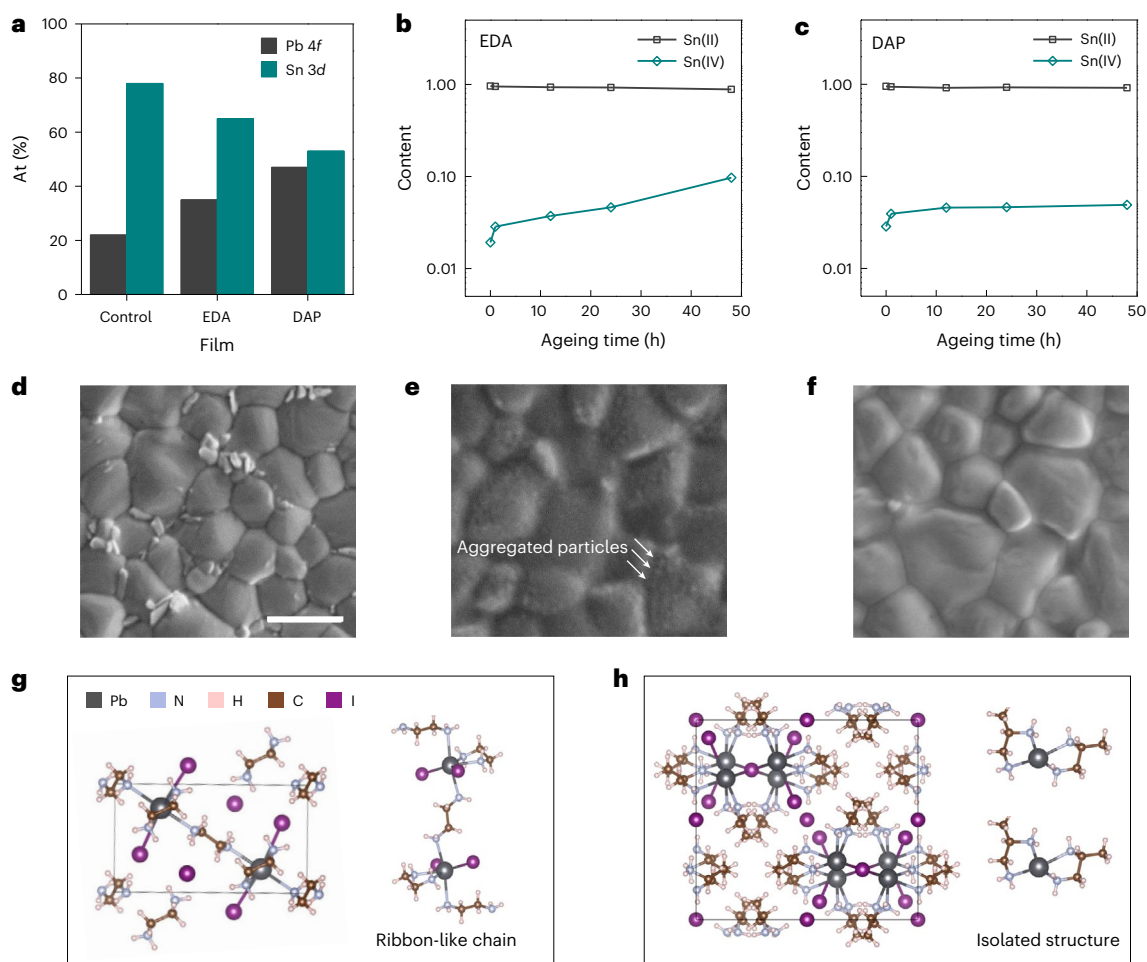 a
100
80
60
40
20
0
At (%)
Pb 4f
Sn 3d
Control
EDA
DAP
Film
b
EDA
Sn(II)
Sn(IV)
1.00
0.10
0.01
Content
0
10
20
30
40
50
Ageing time (h)
c
DAP
Sn(II)
Sn(IV)
1.00
0.10
0.01
Content
0
10
20
30
40
50
Ageing time (h)
d
e
Aggregated particles
f
g
Pb
N
H
C
I
Ribbon-like chain
h
Isolated structure